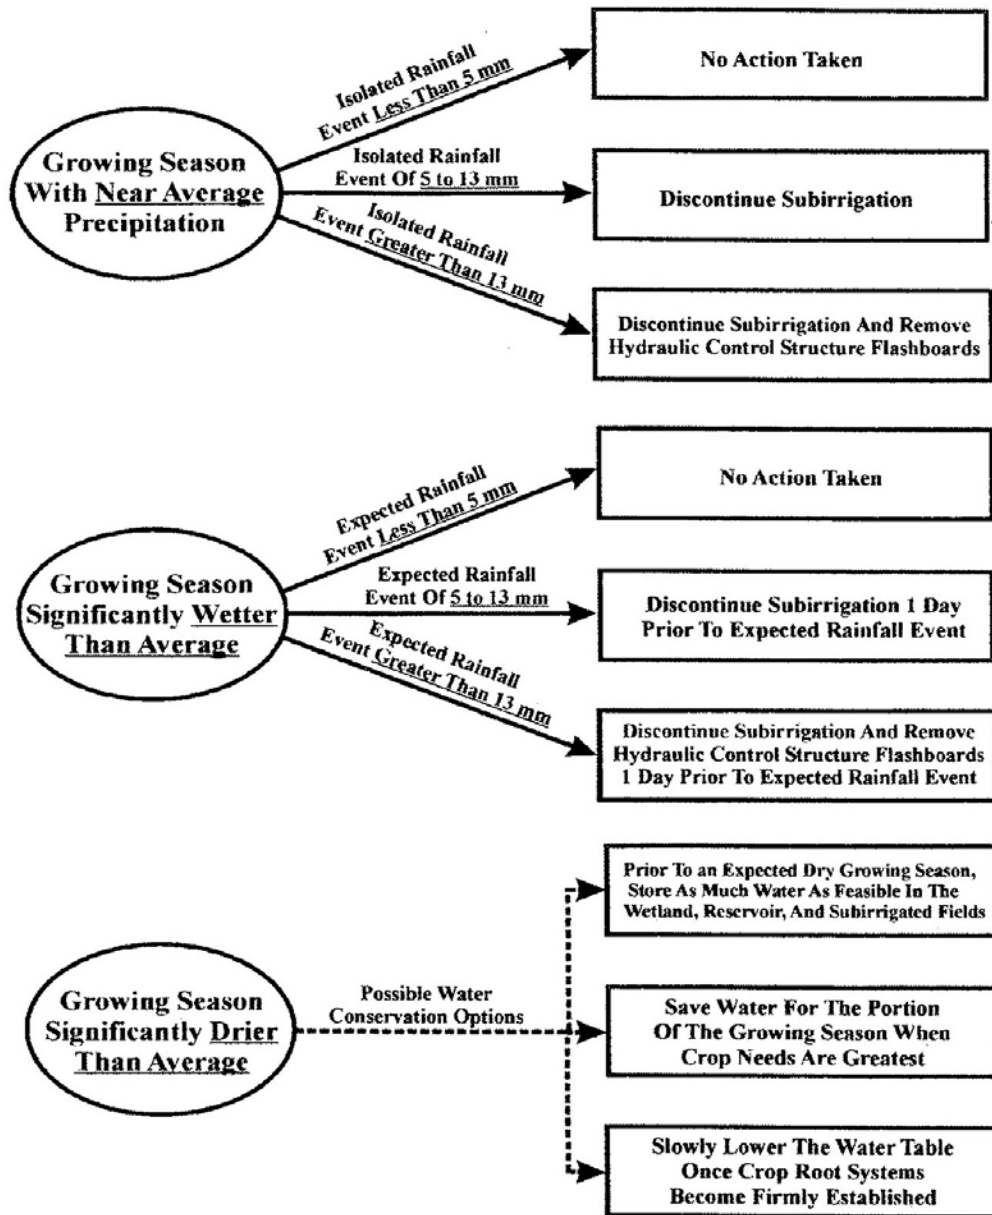 Growing Season
With Near Average
Precipitation
Isolated Rainfall
Event Less Than 5 mm
No Action Taken
Isolated Rainfall
Event Of 5 to 13 mm
Discontinue Subirrigation
Isolated Rainfall
Event Greater Than 13 mm
Discontinue Subirrigation And Remove
Hydraulic Control Structure Flashboards
Growing Season
Significantly Wetter
Than Average
Expected Rainfall
Event Less Than 5 mm
No Action Taken
Expected Rainfall
Event Of 5 to 13 mm
Discontinue Subirrigation 1 Day
Prior To Expected Rainfall Event
Expected Rainfall
Event Greater Than 13 mm
Discontinue Subirrigation And Remove
Hydraulic Control Structure Flashboards
1 Day Prior To Expected Rainfall Event
Growing Season
Significantly Drier
Than Average
Possible Water
Conservation Options
Prior To an Expected Dry Growing Season,
Store As Much Water As Feasible In The
Wetland, Reservoir, And Subirrigated Fields
Save Water For The Portion
Of The Growing Season When
Crop Needs Are Greatest
Slowly Lower The Water Table
Once Crop Root Systems
Become Firmly Established